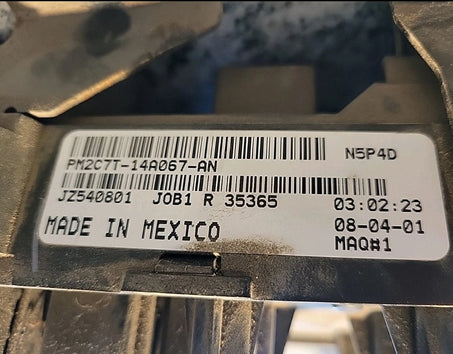 PM2C7T-14A067-AN N5P4D
JZ540801 JOB1 R 35365 03:02:23
MADE IN MEXICO 08-04-01
MAQ#1